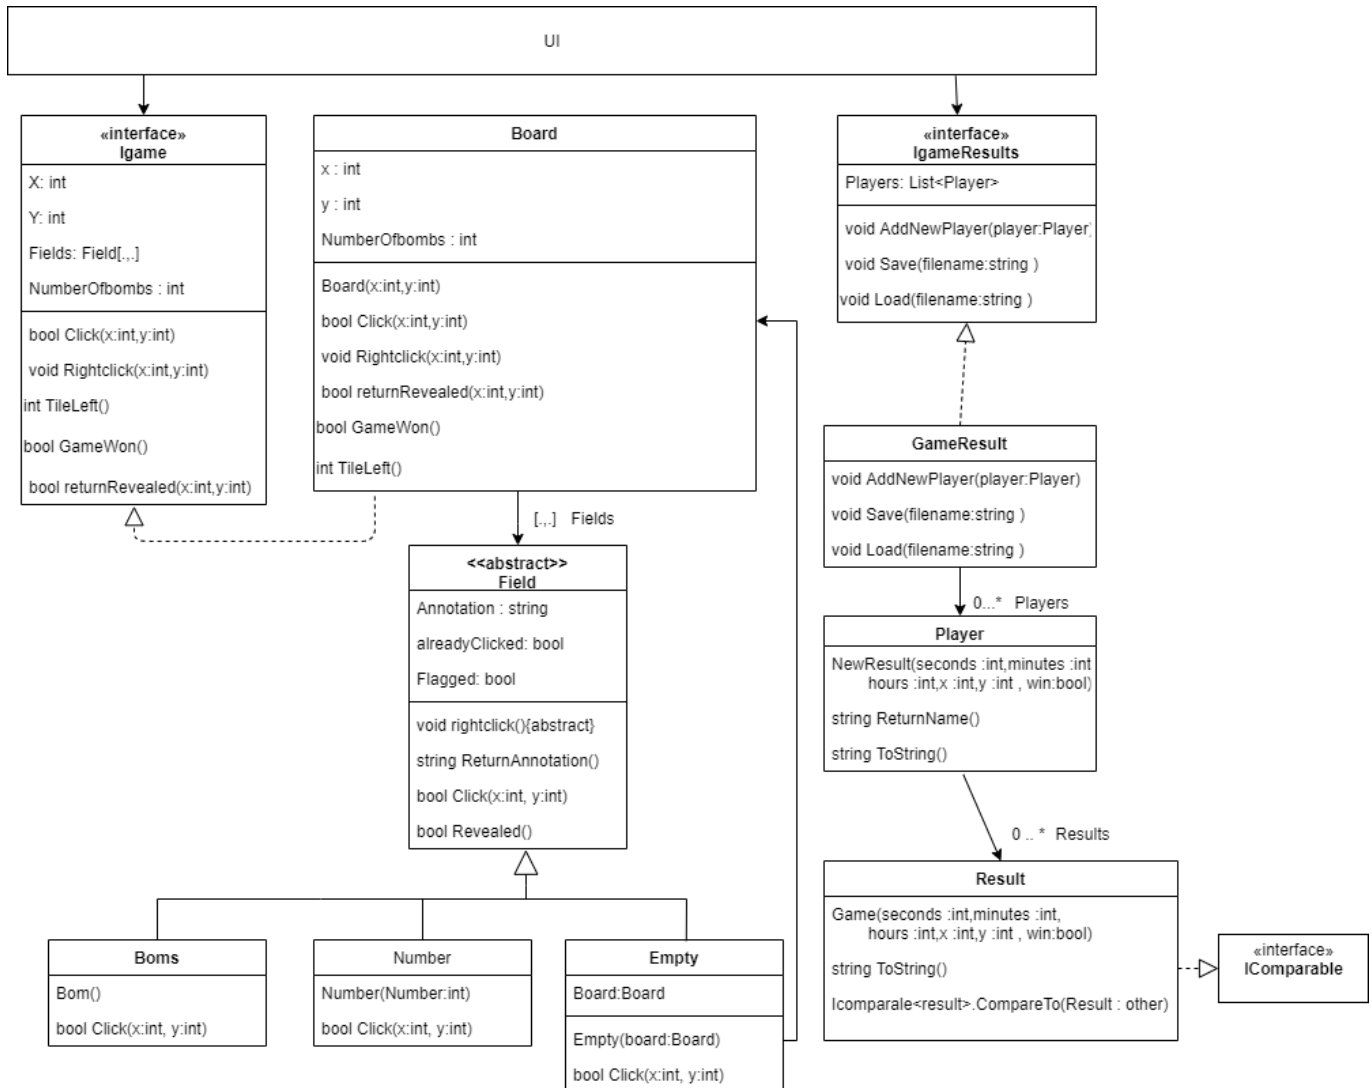 UI
«interface»
Igame
X: int
Y: int
Fields: Field[.,.]
NumberOfbombs : int
bool Click(x:int,y:int)
void Rightclick(x:int,y:int)
int TileLeft()
bool GameWon()
bool returnRevealed(x:int,y:int)
Board
x : int
y : int
NumberOfbombs : int
Board(x:int,y:int)
bool Click(x:int,y:int)
void Rightclick(x:int,y:int)
bool returnRevealed(x:int,y:int)
bool GameWon()
int TileLeft()
[.,.] Fields
<<abstract>>
Field
Annotation : string
alreadyClicked: bool
Flagged: bool
void rightclick(){abstract}
string ReturnAnnotation()
bool Click(x:int, y:int)
bool Revealed()
Boms
Bom()
bool Click(x:int, y:int)
Number
Number(Number:int)
bool Click(x:int, y:int)
Empty
Board:Board
Empty(board:Board)
bool Click(x:int, y:int)
«interface»
IgameResults
Players: List<Player>
void AddNewPlayer(player:Player)
void Save(filename:string )
void Load(filename:string )
GameResult
void AddNewPlayer(player:Player)
void Save(filename:string )
void Load(filename:string )
0...* Players
Player
NewResult(seconds :int,minutes :int
hours :int,x :int,y :int , win:bool)
string ReturnName()
string ToString()
0 .. * Results
Result
Game(seconds :int,minutes :int,
hours :int,x :int,y :int , win:bool)
string ToString()
Icomparale<result>.CompareTo(Result : other)
«interface»
IComparable